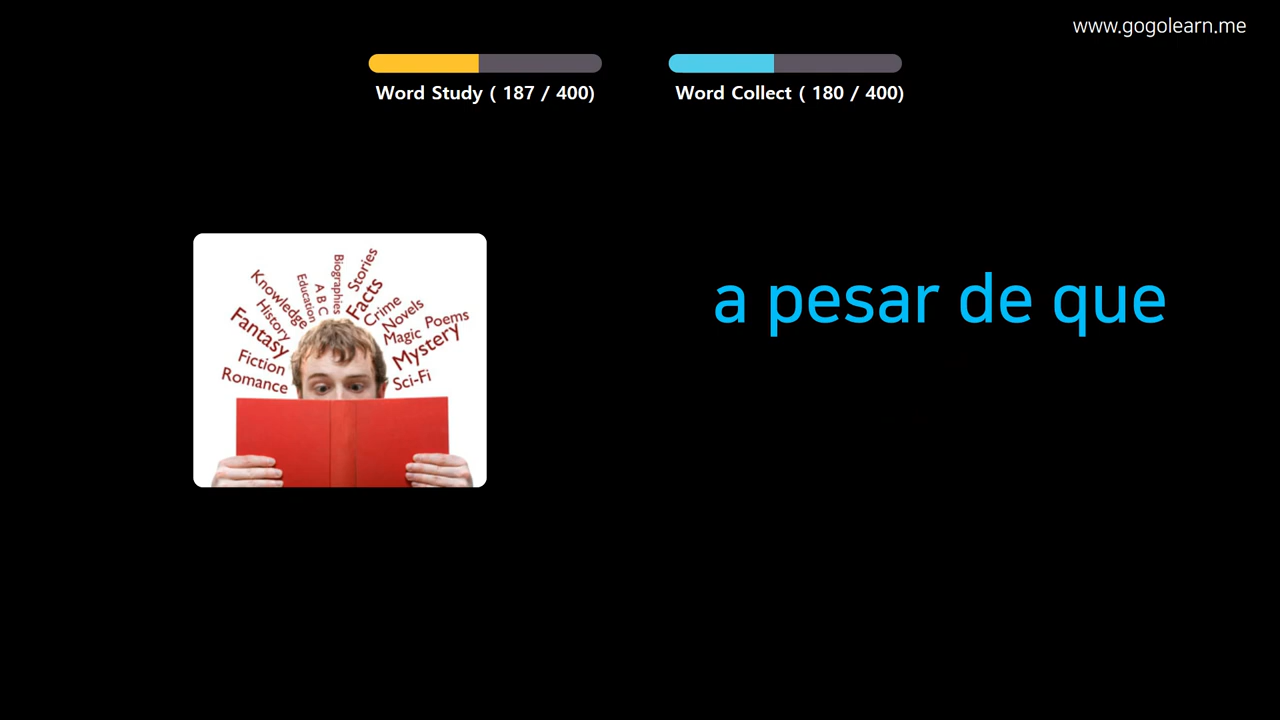 www.gogolearn.me
Word Study ( 187 / 400)
Word Collect ( 180 / 400)
a pesar de que
Knowledge
History
Fantasy
Fiction
Romance
Education
A B C
Biographies
Stories
Facts
Crime
Novels
Magic
Poems
Mystery
Sci-Fi